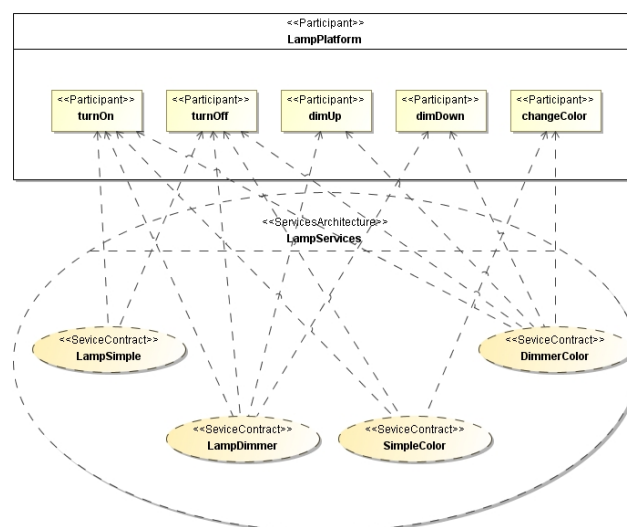 <<Participant>>
LampPlatform
<<Participant>>
turnOn
<<Participant>>
turnOff
<<Participant>>
dimUp
<<Participant>>
dimDown
<<Participant>>
changeColor
<<ServicesArchitecture>>
LampServices
<<SeviceContract>>
LampSimple
<<SeviceContract>>
DimmerColor
<<SeviceContract>>
LampDimmer
<<SeviceContract>>
SimpleColor